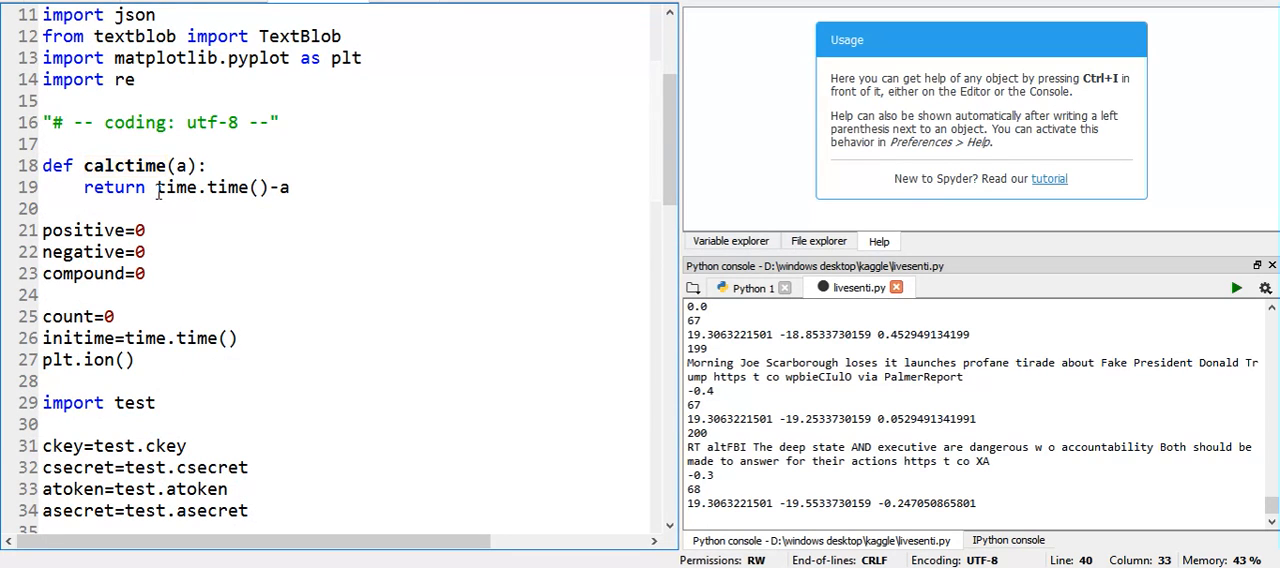 11 import json
12 from textblob import TextBlob
13 import matplotlib.pyplot as plt
14 import re
15
16 "# -- coding: utf-8 --"
17
18 def calctime(a):
19     return time.time()-a
20
21 positive=0
22 negative=0
23 compound=0
24
25 count=0
26 initime=time.time()
27 plt.ion()
28
29 import test
30
31 ckey=test.ckey
32 csecret=test.csecret
33 atoken=test.atoken
34 asecret=test.asecret
35
Usage
Here you can get help of any object by pressing Ctrl+I in
front of it, either on the Editor or the Console.
Help can also be shown automatically after writing a left
parenthesis next to an object. You can activate this
behavior in Preferences > Help.
New to Spyder? Read our tutorial
Variable explorer File explorer Help
Python console - D:\windows desktop\kaggle\livesenti.py
Python 1 livesenti.py
0.0
67
19.3063221501 -18.8533730159 0.452949134199
199
Morning Joe Scarborough loses it launches profane tirade about Fake President Donald Tr
ump https t co wpbieCIulO via PalmerReport
-0.4
67
19.3063221501 -19.2533730159 0.0529491341991
200
RT altFBI The deep state AND executive are dangerous w o accountability Both should be
made to answer for their actions https t co XA
-0.3
68
19.3063221501 -19.5533730159 -0.247050865801
Python console - D:\windows desktop\kaggle\livesenti.py IPython console
Permissions: RW End-of-lines: CRLF Encoding: UTF-8 Line: 40 Column: 33 Memory: 43 %